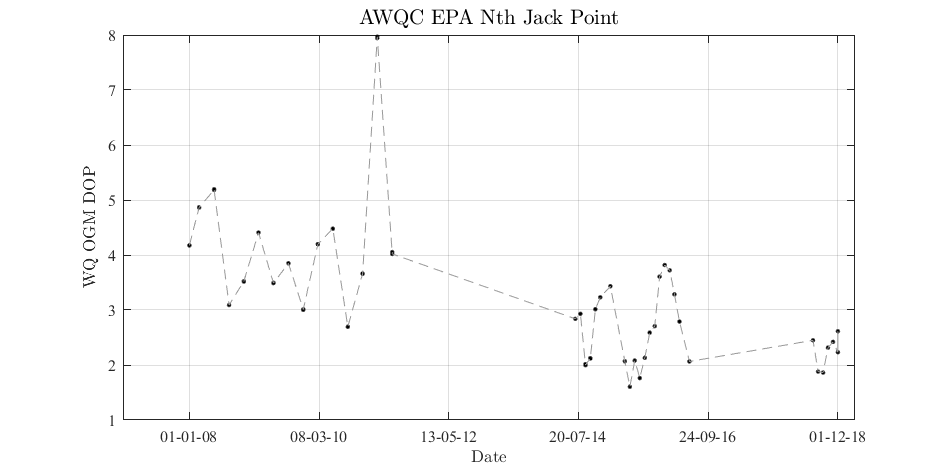 AWQC EPA Nth Jack Point
WQ OGM DOP
8
7
6
5
4
3
2
1
01-01-08 08-03-10 13-05-12 20-07-14 24-09-16 01-12-18
Date